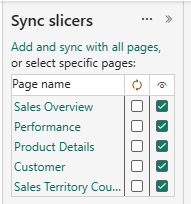 Sync slicers
Add and sync with all pages,
or select specific pages:
Page name
Sales Overview
Performance
Product Details
Customer
Sales Territory Cou...